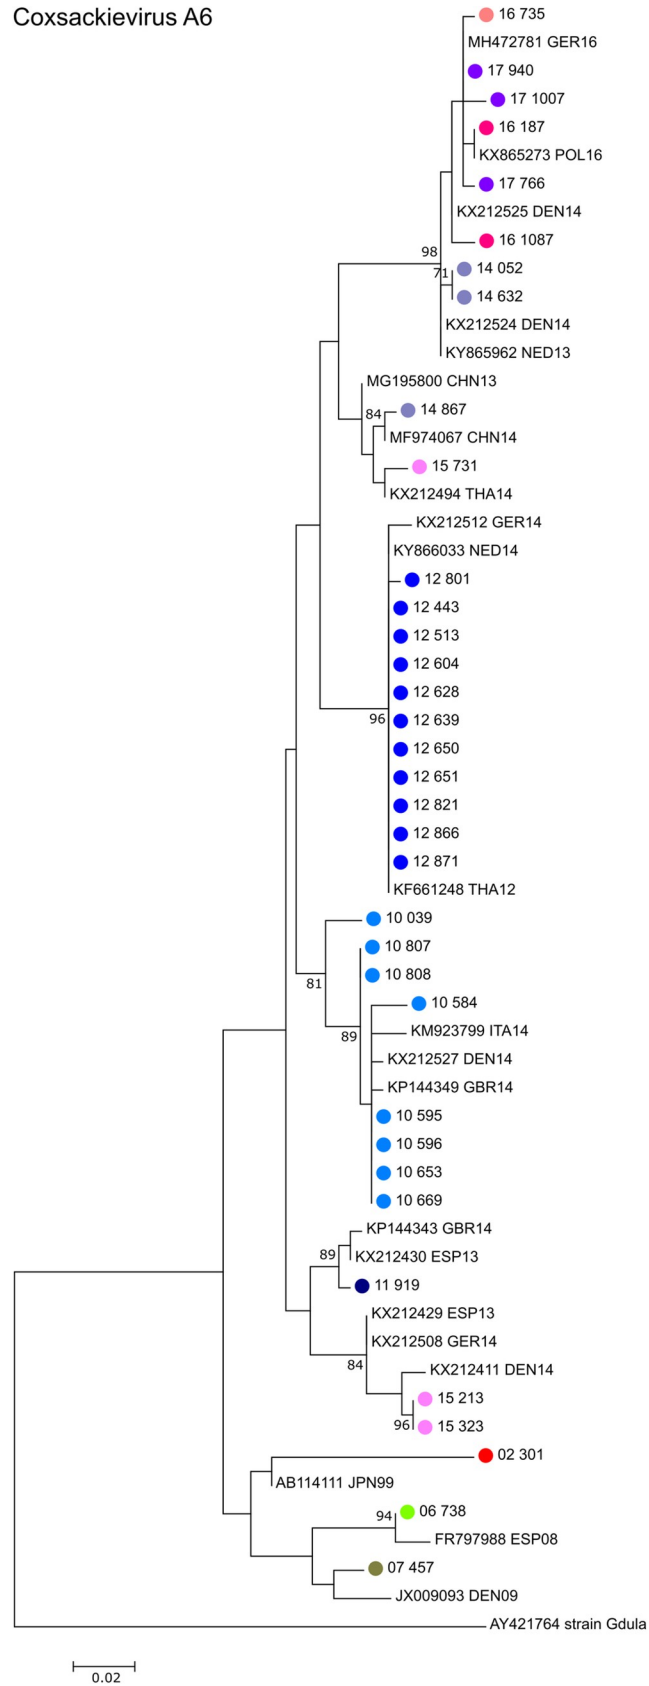 Coxsackievirus A6
16 735
MH472781 GER16
17 940
17 1007
16 187
KX865273 POL16
17 766
KX212525 DEN14
16 1087
98
14 052
71
14 632
KX212524 DEN14
KY865962 NED13
MG195800 CHN13
84
14 867
MF974067 CHN14
15 731
KX212494 THA14
KX212512 GER14
KY866033 NED14
12 801
12 443
12 513
12 604
12 628
12 639
96
12 650
12 651
12 821
12 866
12 871
KF661248 THA12
10 039
10 807
10 808
81
10 584
KM923799 ITA14
89
KX212527 DEN14
KP144349 GBR14
10 595
10 596
10 653
10 669
KP144343 GBR14
89
KX212430 ESP13
11 919
KX212429 ESP13
KX212508 GER14
84
KX212411 DEN14
15 213
96
15 323
02 301
AB114111 JPN99
94
06 738
FR797988 ESP08
07 457
JX009093 DEN09
AY421764 strain Gdula
0.02